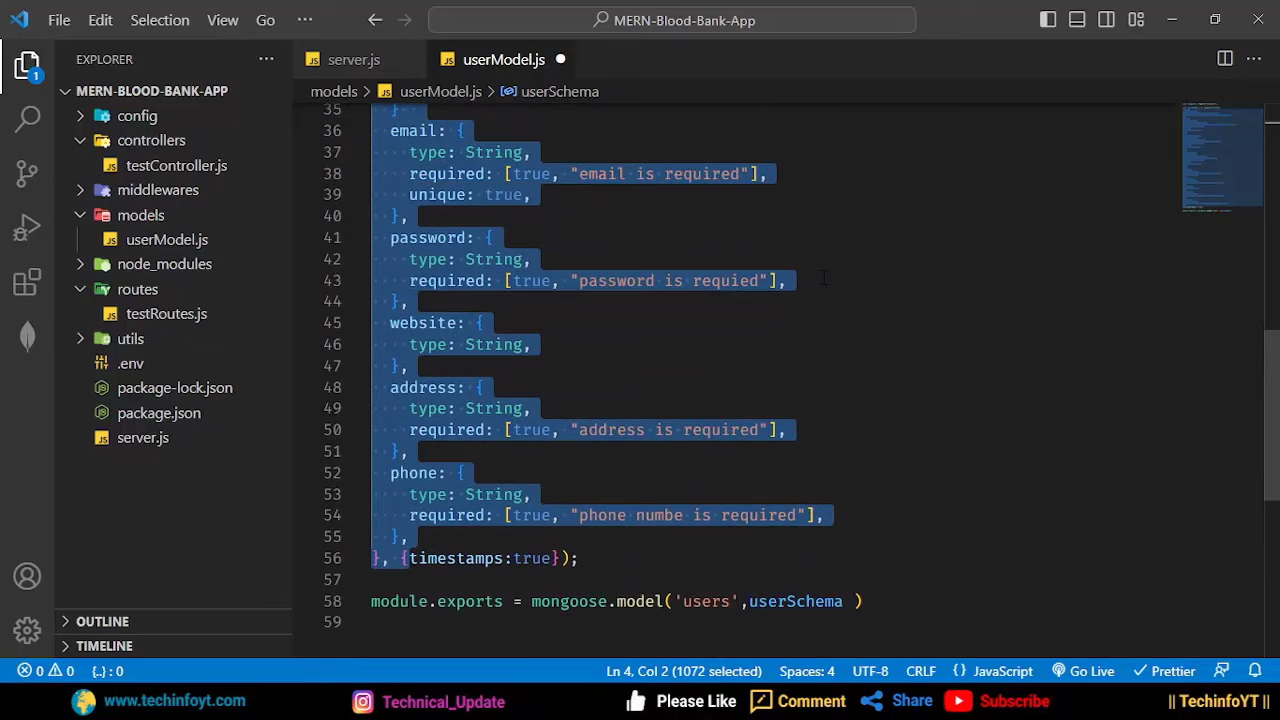 File Edit Selection View Go ··· MERN-Blood-Bank-App
EXPLORER ···
server.js
userModel.js
models > userModel.js > userSchema
1
MERN-BLOOD-BANK-APP
config
controllers
testController.js
middlewares
models
userModel.js
node_modules
routes
testRoutes.js
utils
.env
package-lock.json
package.json
server.js
OUTLINE
TIMELINE
35 }
36 email: {
37 type: String,
38 required: [true, "email is required"],
39 unique: true,
40 },
41 password: {
42 type: String,
43 required: [true, "password is requied"],
44 },
45 website: {
46 type: String,
47 },
48 address: {
49 type: String,
50 required: [true, "address is required"],
51 },
52 phone: {
53 type: String,
54 required: [true, "phone numbe is required"],
55 },
56 }, {timestamps:true});
57
58 module.exports = mongoose.model('users',userSchema )
59
0 0 {..} : 0 Ln 4, Col 2 (1072 selected) Spaces: 4 UTF-8 CRLF {} JavaScript Go Live Prettier
www.techinfoyt.com Technical_Update Please Like Comment Share Subscribe || TechinfoYT ||